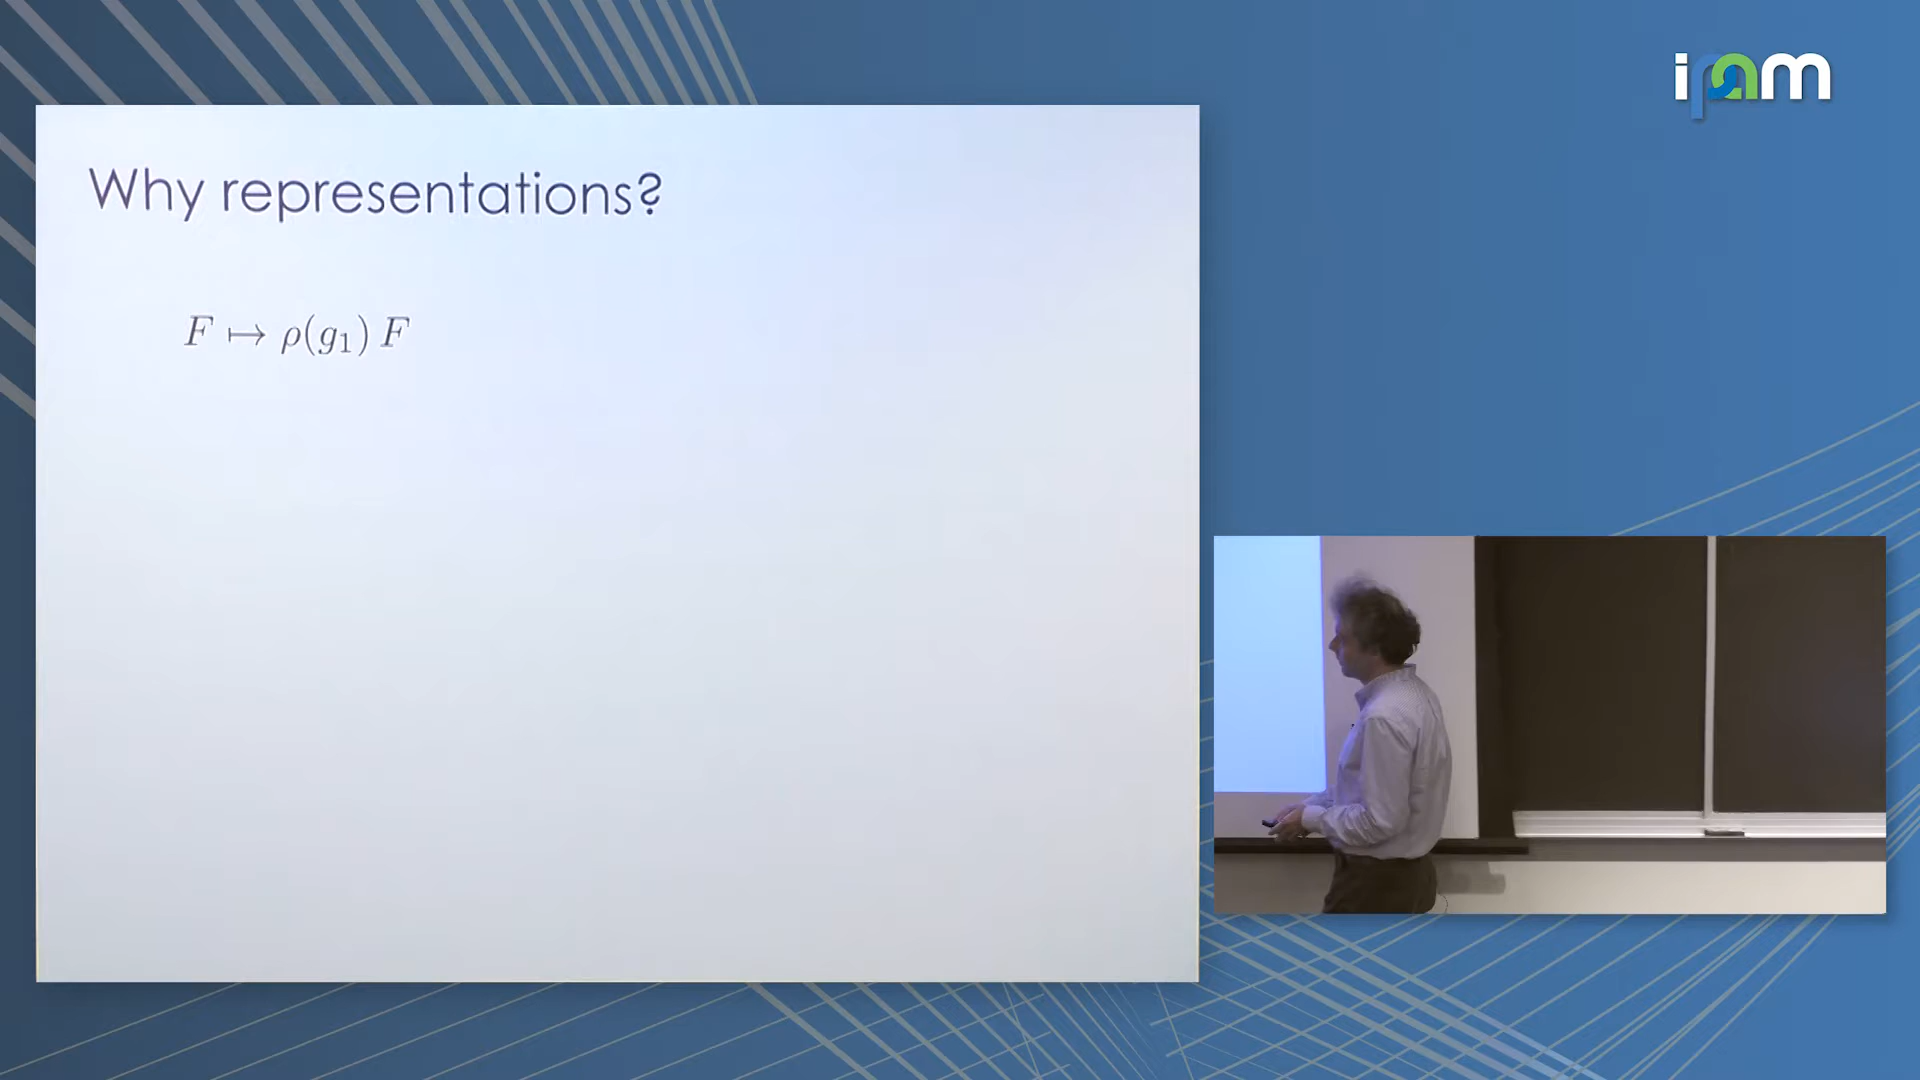 ipam
Why representations?
F ↦ ρ(g₁) F